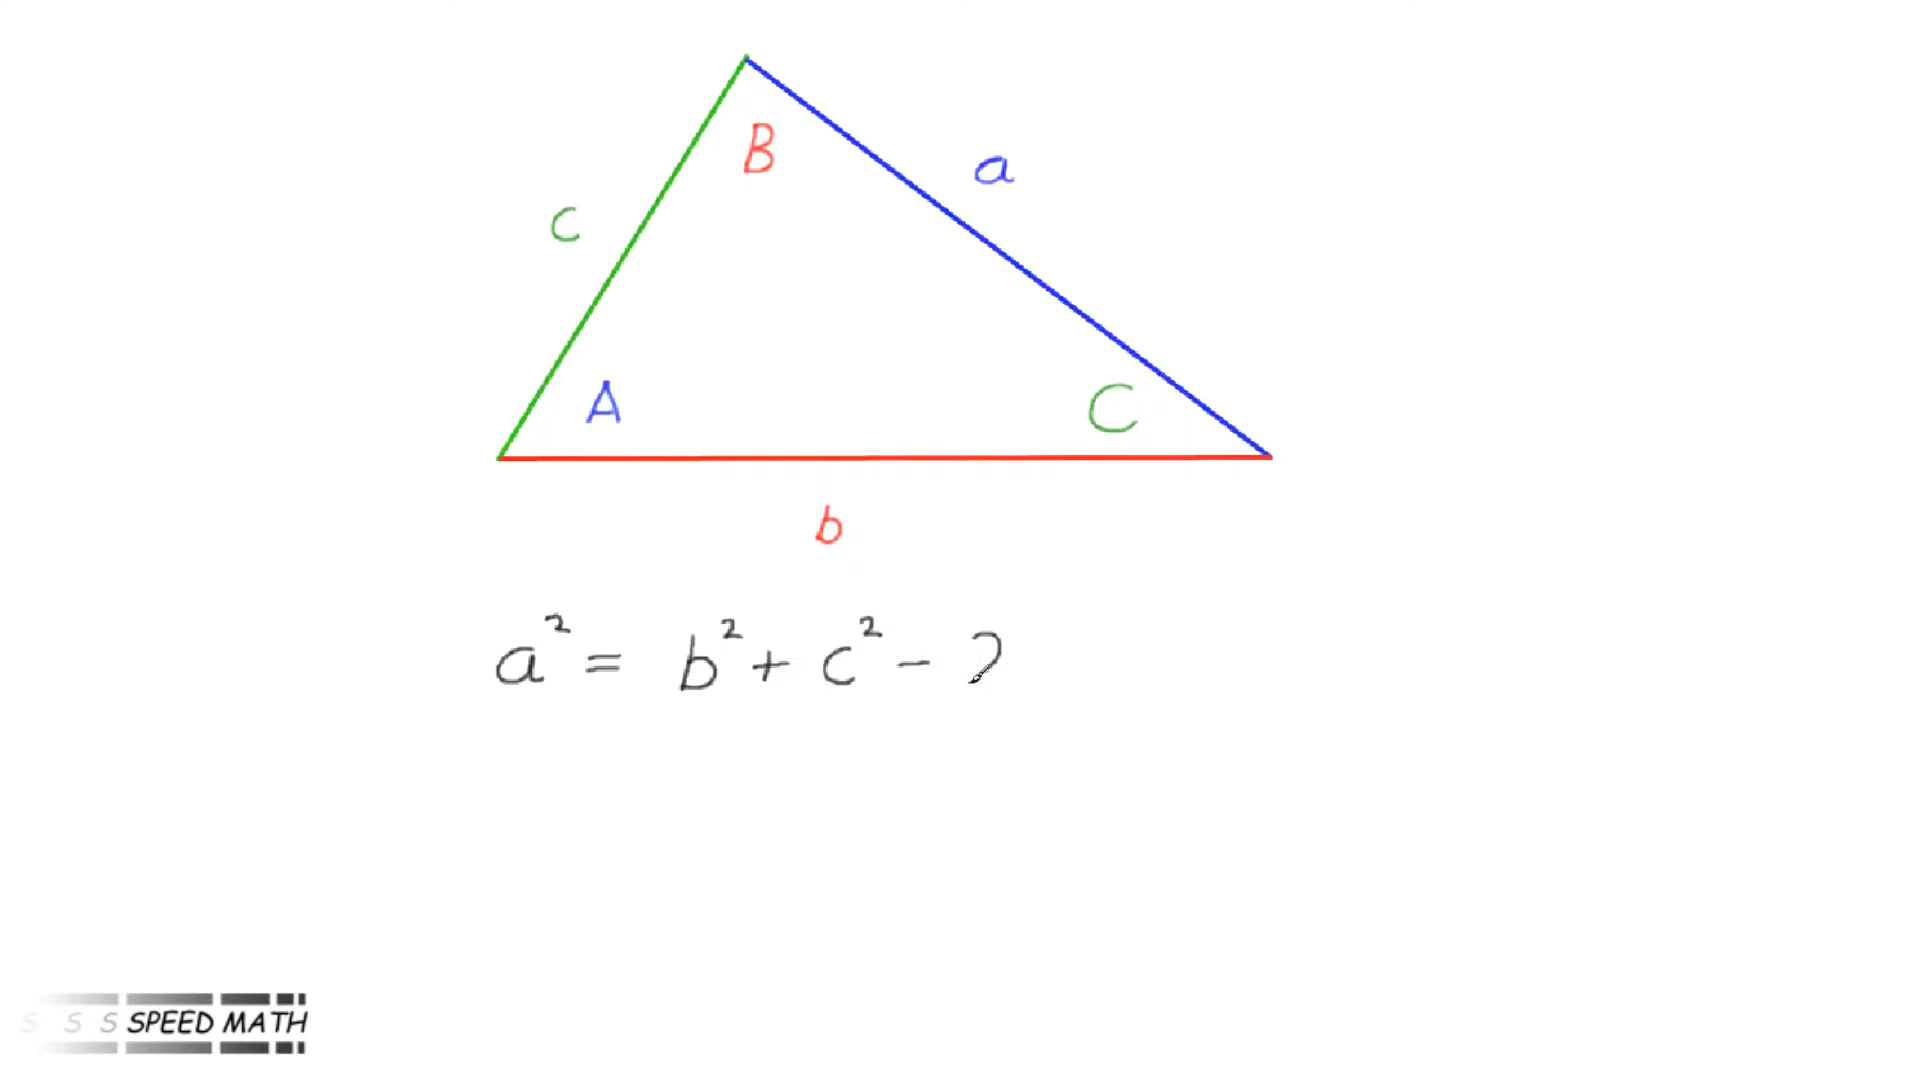 B
a
c
A
C
b
a² = b² + c² - 2
S S S SPEED MATH